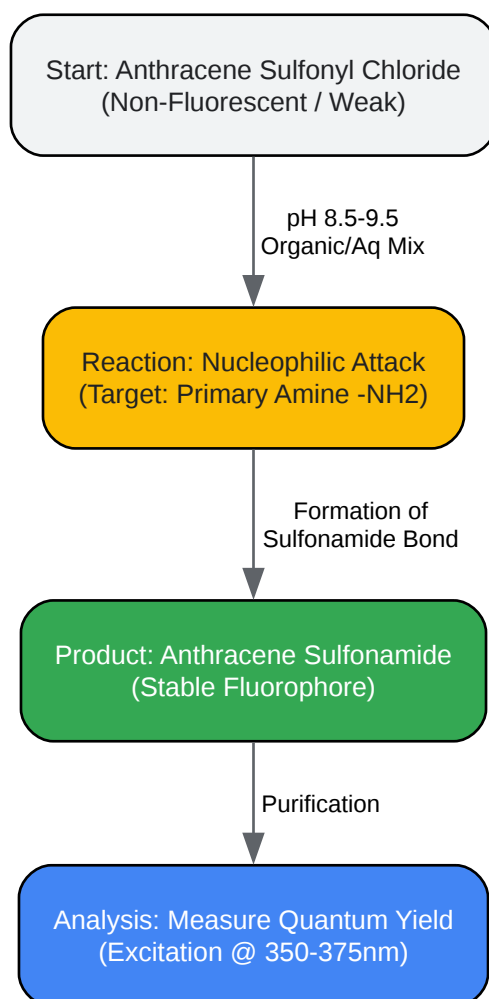 Start: Anthracene Sulfonyl Chloride
(Non-Fluorescent / Weak)
pH 8.5-9.5
Organic/Aq Mix
Reaction: Nucleophilic Attack
(Target: Primary Amine -NH2)
Formation of
Sulfonamide Bond
Product: Anthracene Sulfonamide
(Stable Fluorophore)
Purification
Analysis: Measure Quantum Yield
(Excitation @ 350-375nm)